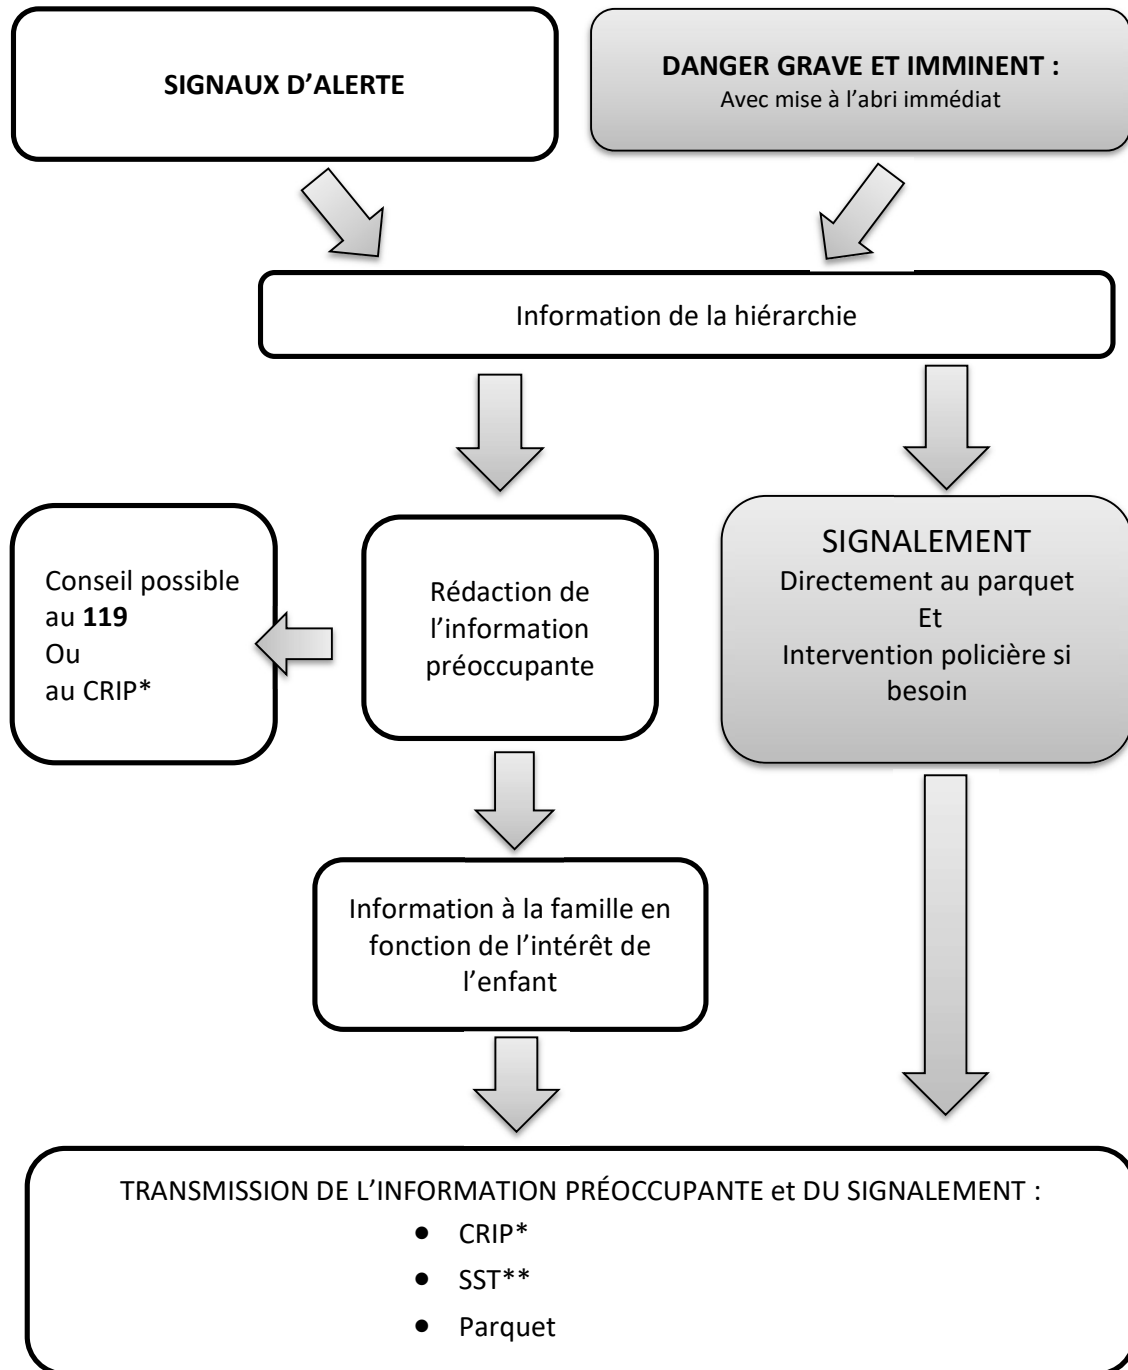 SIGNAUX D’ALERTE
DANGER GRAVE ET IMMINENT :
Avec mise à l’abri immédiat
Information de la hiérarchie
Conseil possible
au 119
Ou
au CRIP*
Rédaction de
l’information
préoccupante
SIGNALEMENT
Directement au parquet
Et
Intervention policière si
besoin
Information à la famille en
fonction de l’intérêt de
l’enfant
TRANSMISSION DE L’INFORMATION PRÉOCCUPANTE et DU SIGNALEMENT :
• CRIP*
• SST**
• Parquet